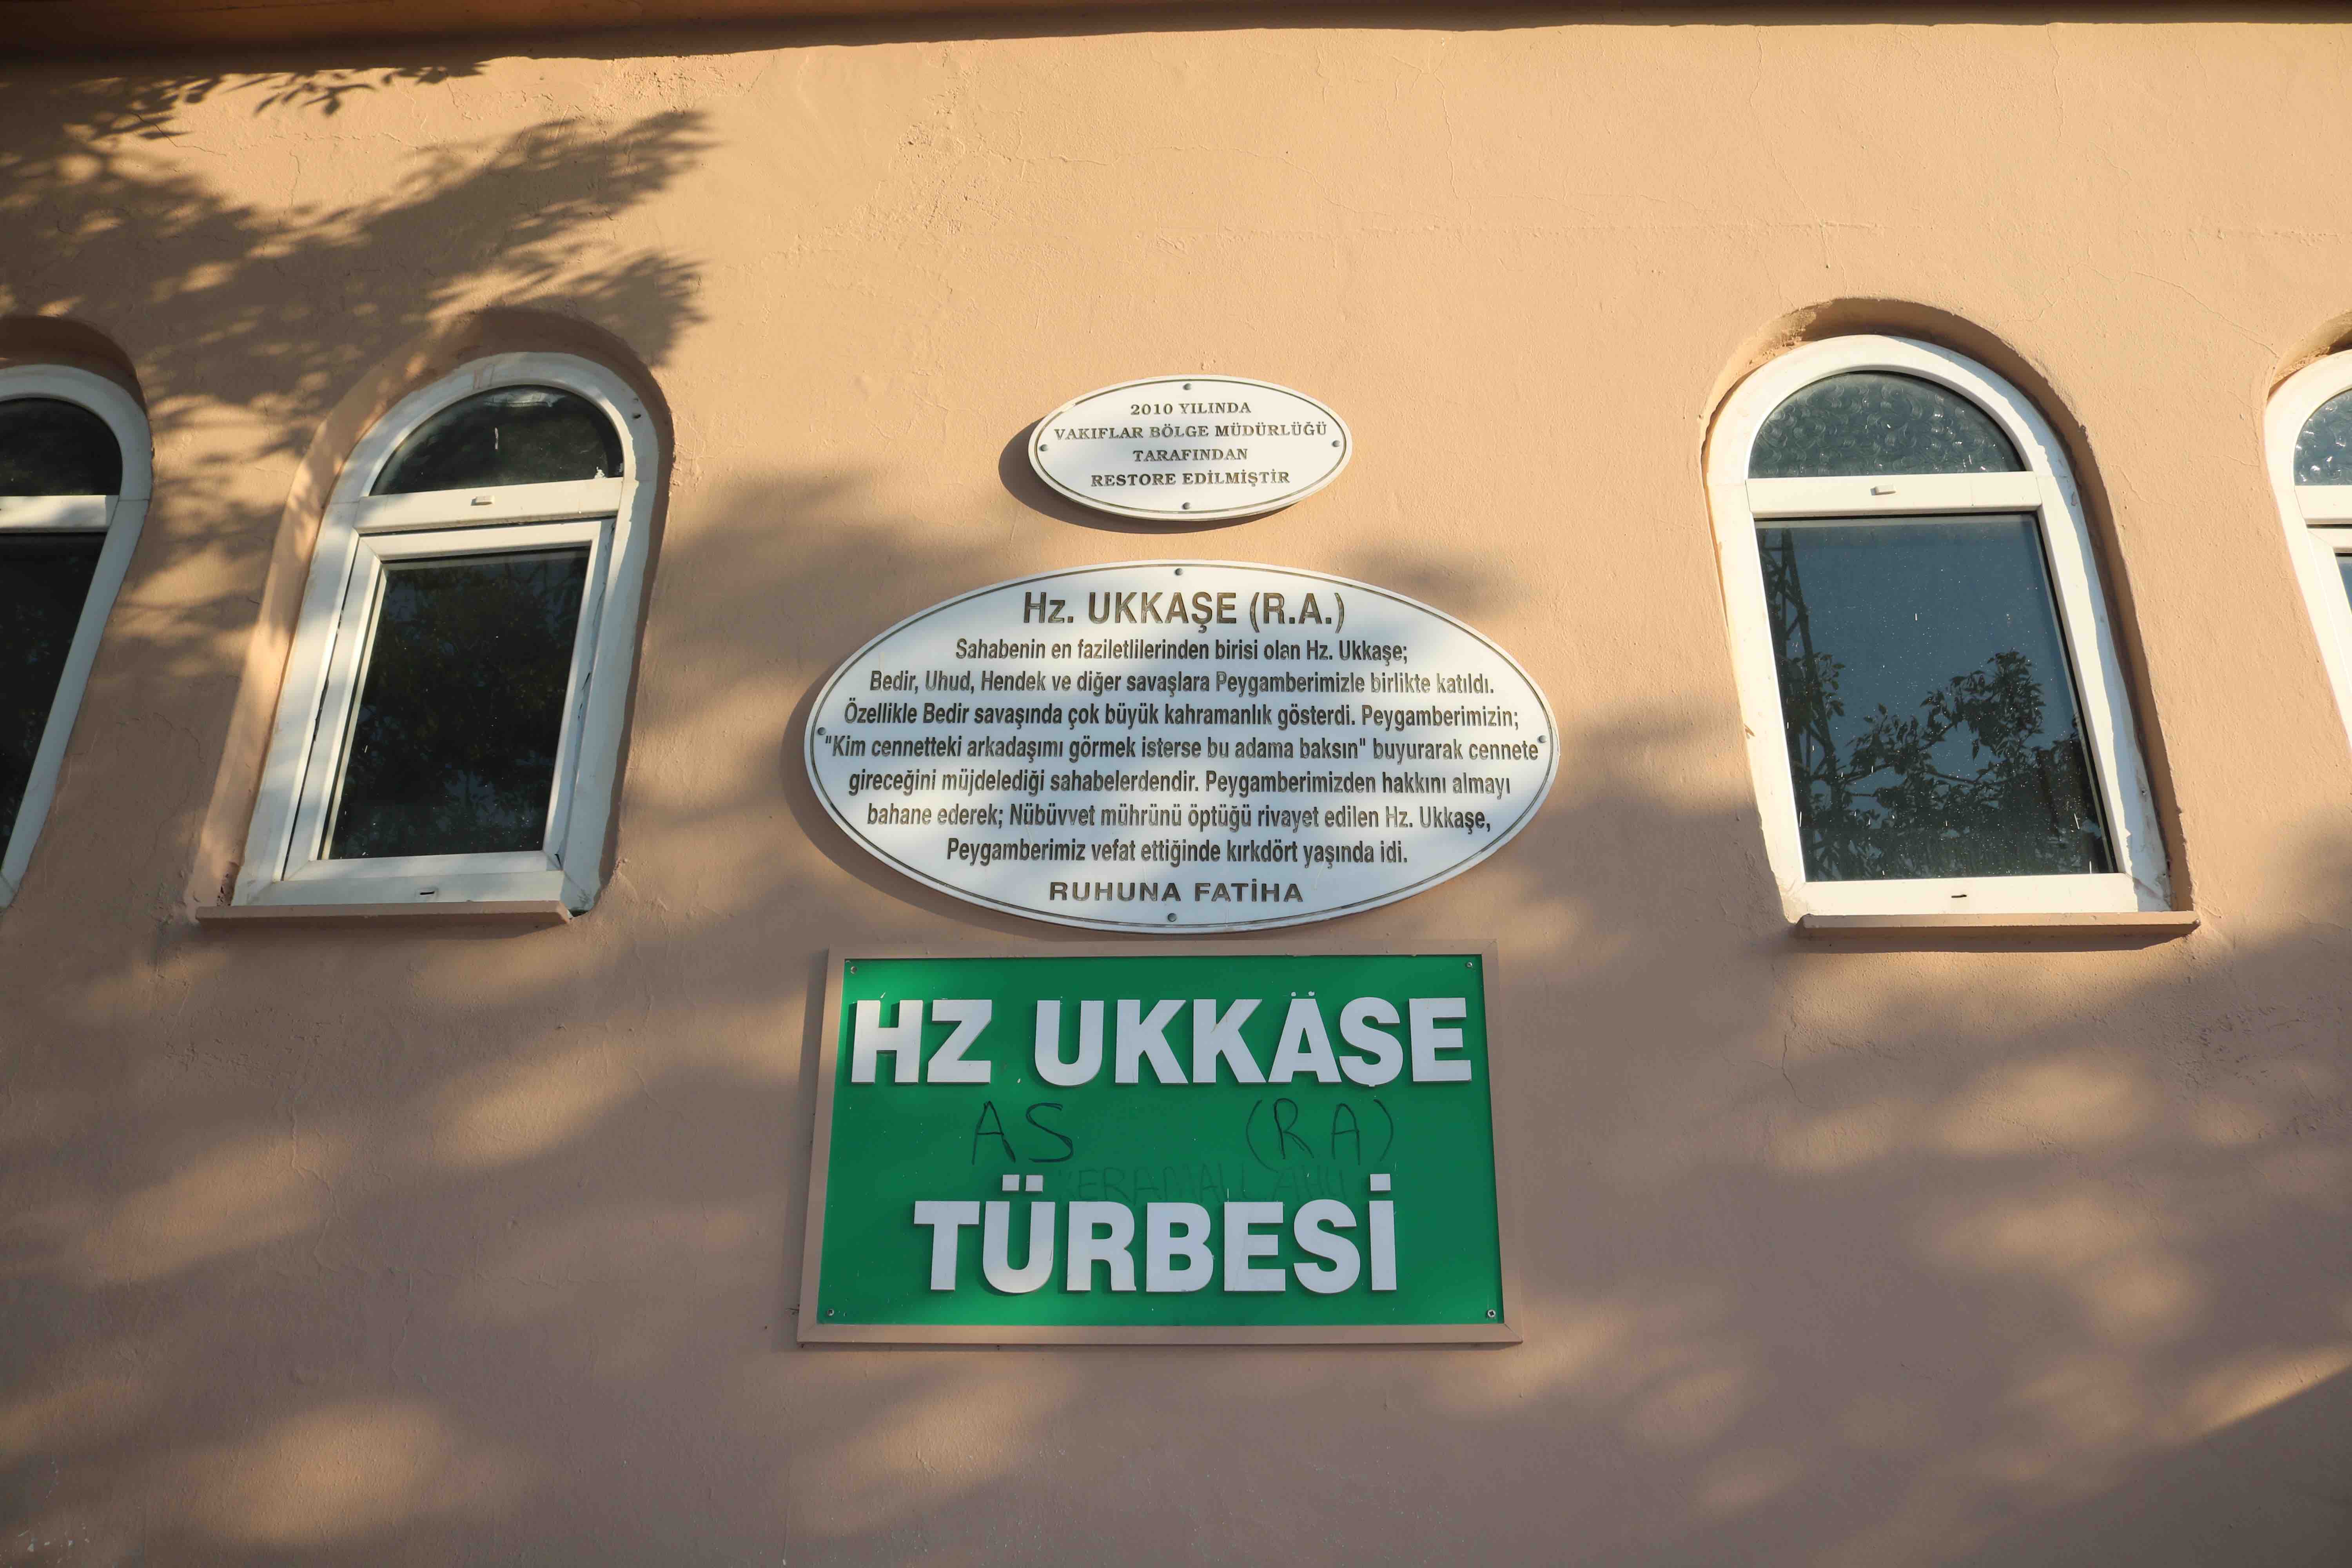 2010 YILINDA
VAKIFLAR BÖLGE MÜDÜRLÜĞÜ
TARAFINDAN
RESTORE EDİLMİŞTİR
Hz. UKKAŞE (R.A.)
Sahabenin en faziletlilerinden birisi olan Hz. Ukkaşe;
Bedir, Uhud, Hendek ve diğer savaşlara Peygamberimizle birlikte katıldı.
Özellikle Bedir savaşında çok büyük kahramanlık gösterdi. Peygamberimizin;
"Kim cennetteki arkadaşımı görmek isterse bu adama baksın" buyurarak cennete
gireceğini müjdelediği sahabelerdendir. Peygamberimizden hakkını almayı
bahane ederek; Nübüvvet mührünü öptüğü rivayet edilen Hz. Ukkaşe,
Peygamberimiz vefat ettiğinde kırkdört yaşında idi.
RUHUNA FATİHA
HZ UKKÄŞE
AS (RA)
TÜRBESİ